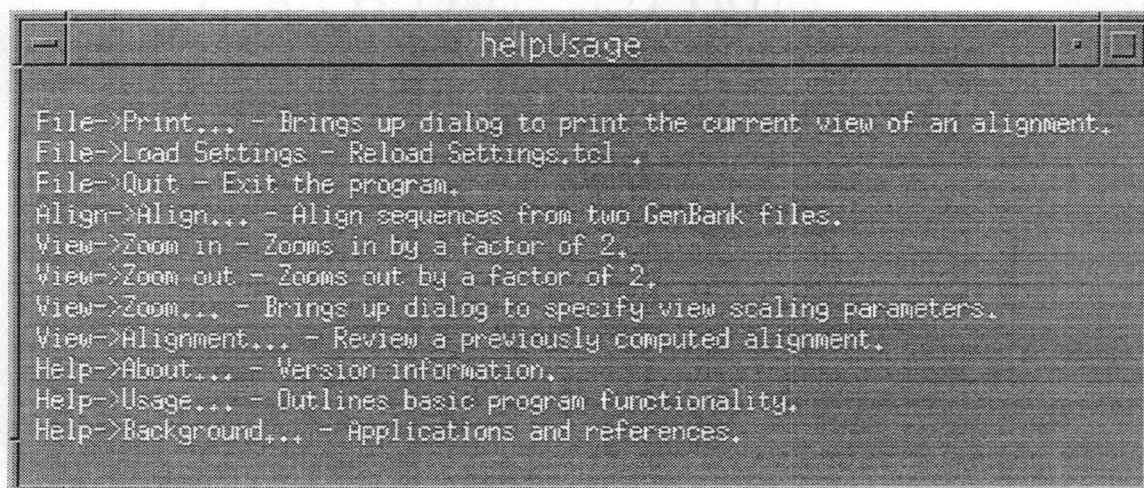 helpUsage
File->Print... - Brings up dialog to print the current view of an alignment.
File->Load Settings - Reload Settings.tcl .
File->Quit - Exit the program.
Align->Align... - Align sequences from two GenBank files.
View->Zoom in - Zooms in by a factor of 2.
View->Zoom out - Zooms out by a factor of 2.
View->Zoom... - Brings up dialog to specify view scaling parameters.
View->Alignment... - Review a previously computed alignment.
Help->About... - Version information.
Help->Usage... - Outlines basic program functionality.
Help->Background... - Applications and references.